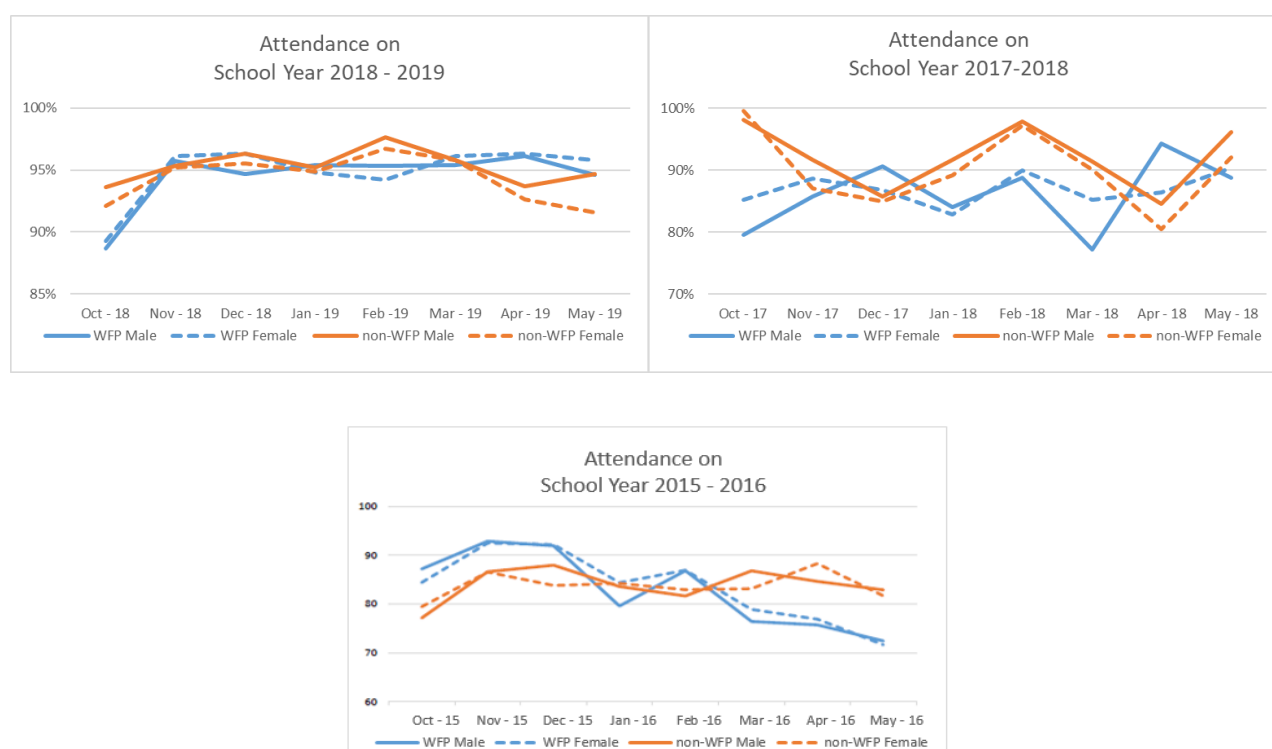 Attendance on
School Year 2018 - 2019
100%
95%
90%
85%
Oct - 18 Nov - 18 Dec - 18 Jan - 19 Feb -19 Mar - 19 Apr - 19 May - 19
WFP Male WFP Female non-WFP Male non-WFP Female
Attendance on
School Year 2017-2018
100%
90%
80%
70%
Oct - 17 Nov - 17 Dec - 17 Jan - 18 Feb -18 Mar - 18 Apr - 18 May - 18
WFP Male WFP Female non-WFP Male non-WFP Female
Attendance on
School Year 2015 - 2016
100
90
80
70
60
Oct - 15 Nov - 15 Dec - 15 Jan - 16 Feb -16 Mar - 16 Apr - 16 May - 16
WFP Male WFP Female non-WFP Male non-WFP Female